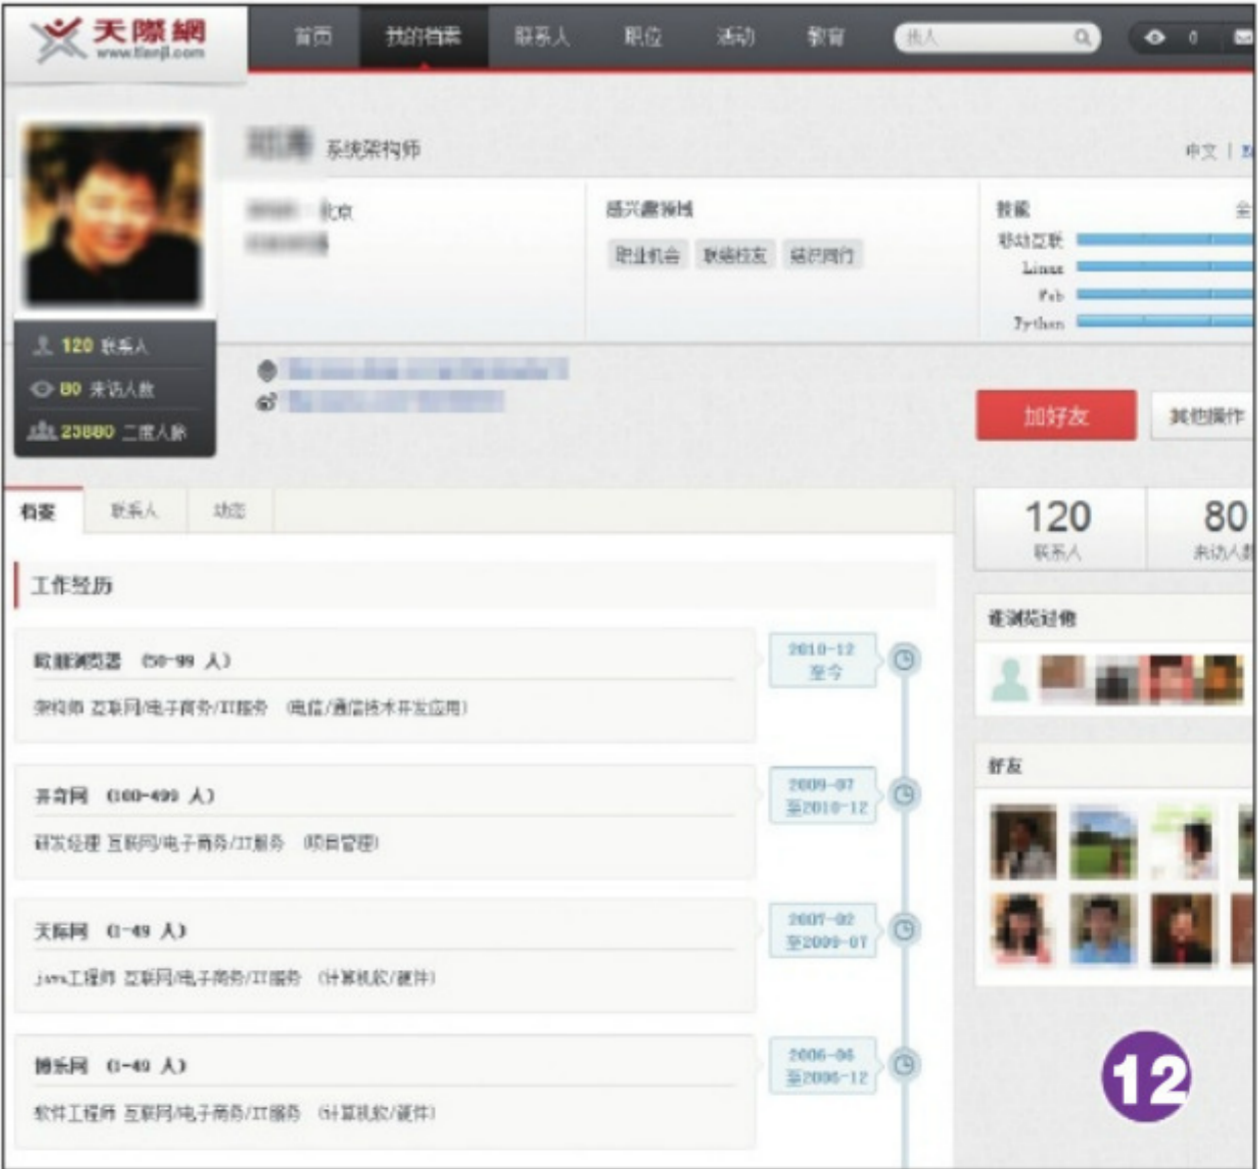 天際網
www.tianji.com
首页 我的档案 联系人 职位 活动 教育 找人 0
系统架构师
中文 |
北京
感兴趣领域
职业机会 联络校友 结识同行
技能
移动互联
Linux
Web
Python
120 联系人
80 来访人数
23880 二度人脉
加好友 其他操作
档案 联系人 动态
120 联系人
80 来访人数
工作经历
欧朋浏览器 (50-99 人)
2010-12
至今
架构师 互联网/电子商务/IT服务 (电信/通信技术开发应用)
开奇网 (100-499 人)
2009-07
至2010-12
研发经理 互联网/电子商务/IT服务 (项目管理)
天际网 (1-49 人)
2007-02
至2009-07
java工程师 互联网/电子商务/IT服务 (计算机软/硬件)
博乐网 (1-49 人)
2006-06
至2006-12
软件工程师 互联网/电子商务/IT服务 (计算机软/硬件)
谁浏览过他
好友
12